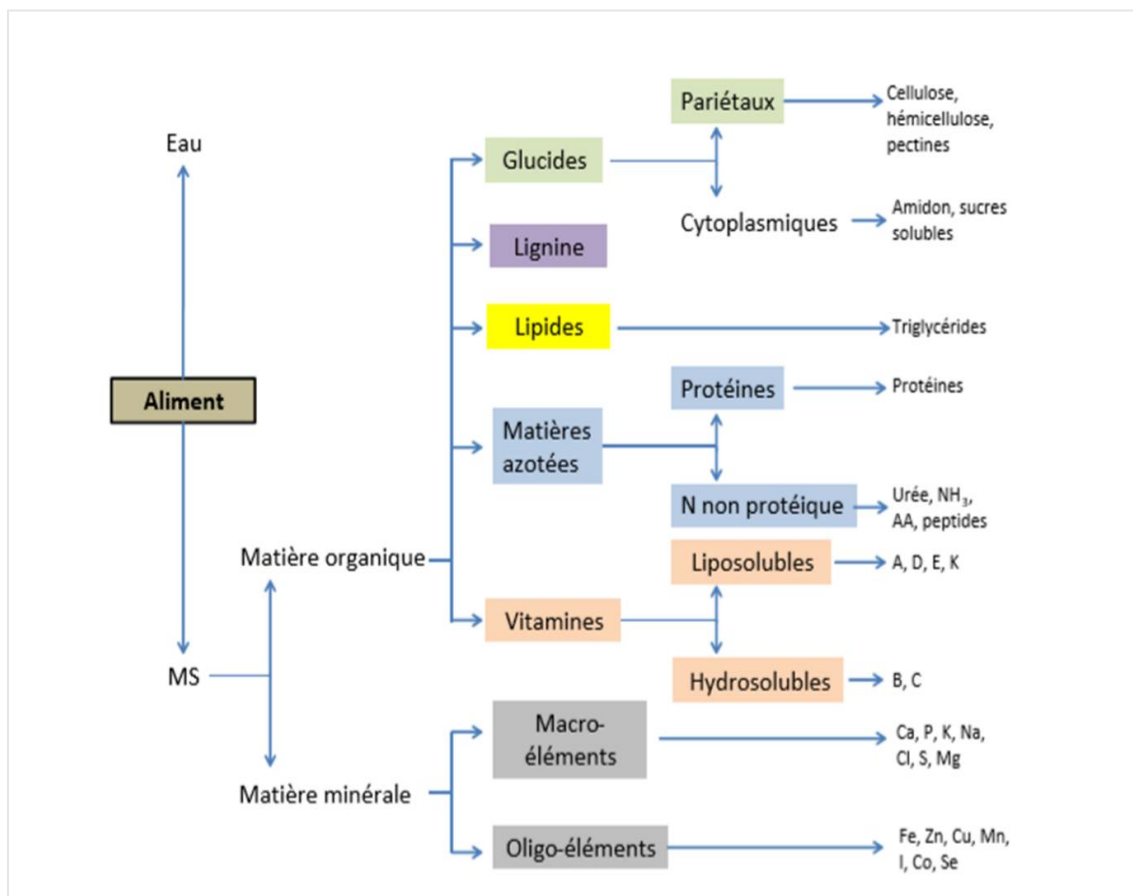 Pariétaux
Cellulose,
hémicellulose,
pectines
Eau
Glucides
Cytoplasmiques
Amidon, sucres
solubles
Lignine
Lipides
Triglycérides
Aliment
Protéines
Protéines
Matières
azotées
N non protéique
Urée, NH₃,
AA, peptides
Matière organique
Liposolubles
A, D, E, K
Vitamines
MS
Hydrosolubles
B, C
Macro-
éléments
Ca, P, K, Na,
Cl, S, Mg
Matière minérale
Oligo-éléments
Fe, Zn, Cu, Mn,
I, Co, Se